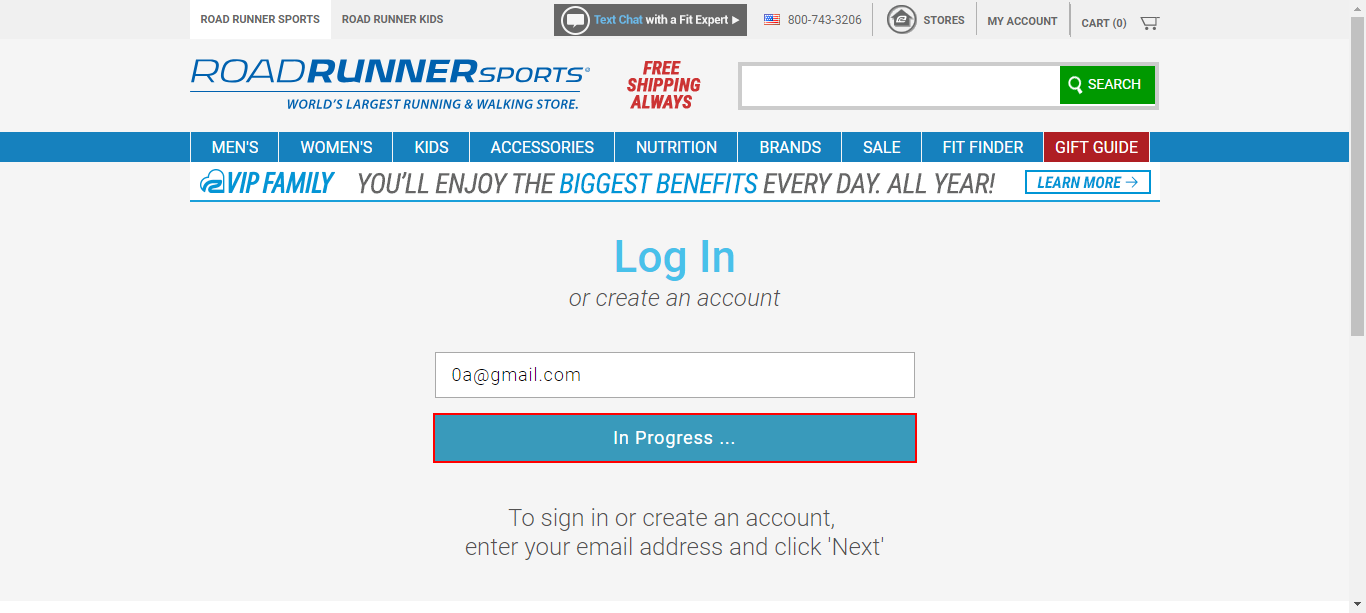 ROAD RUNNER SPORTS
ROAD RUNNER KIDS
Text Chat with a Fit Expert
800-743-3206
STORES
MY ACCOUNT
CART (0)
ROADRUNNERSPORTS®
WORLD'S LARGEST RUNNING & WALKING STORE.
FREE
SHIPPING
ALWAYS
SEARCH
MEN'S
WOMEN'S
KIDS
ACCESSORIES
NUTRITION
BRANDS
SALE
FIT FINDER
GIFT GUIDE
VIP FAMILY
YOU'LL ENJOY THE BIGGEST BENEFITS EVERY DAY. ALL YEAR!
LEARN MORE
Log In
or create an account
0a@gmail.com
In Progress ...
To sign in or create an account,
enter your email address and click 'Next'